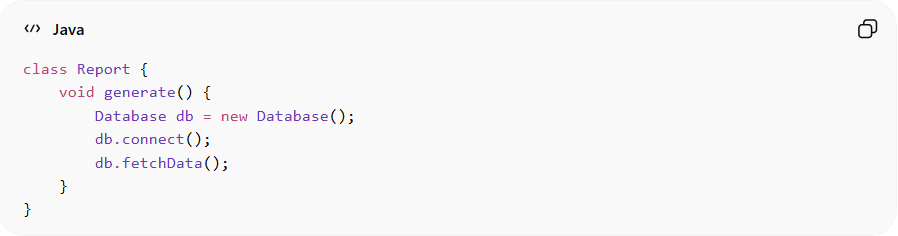 </> Java
class Report {
    void generate() {
        Database db = new Database();
        db.connect();
        db.fetchData();
    }
}